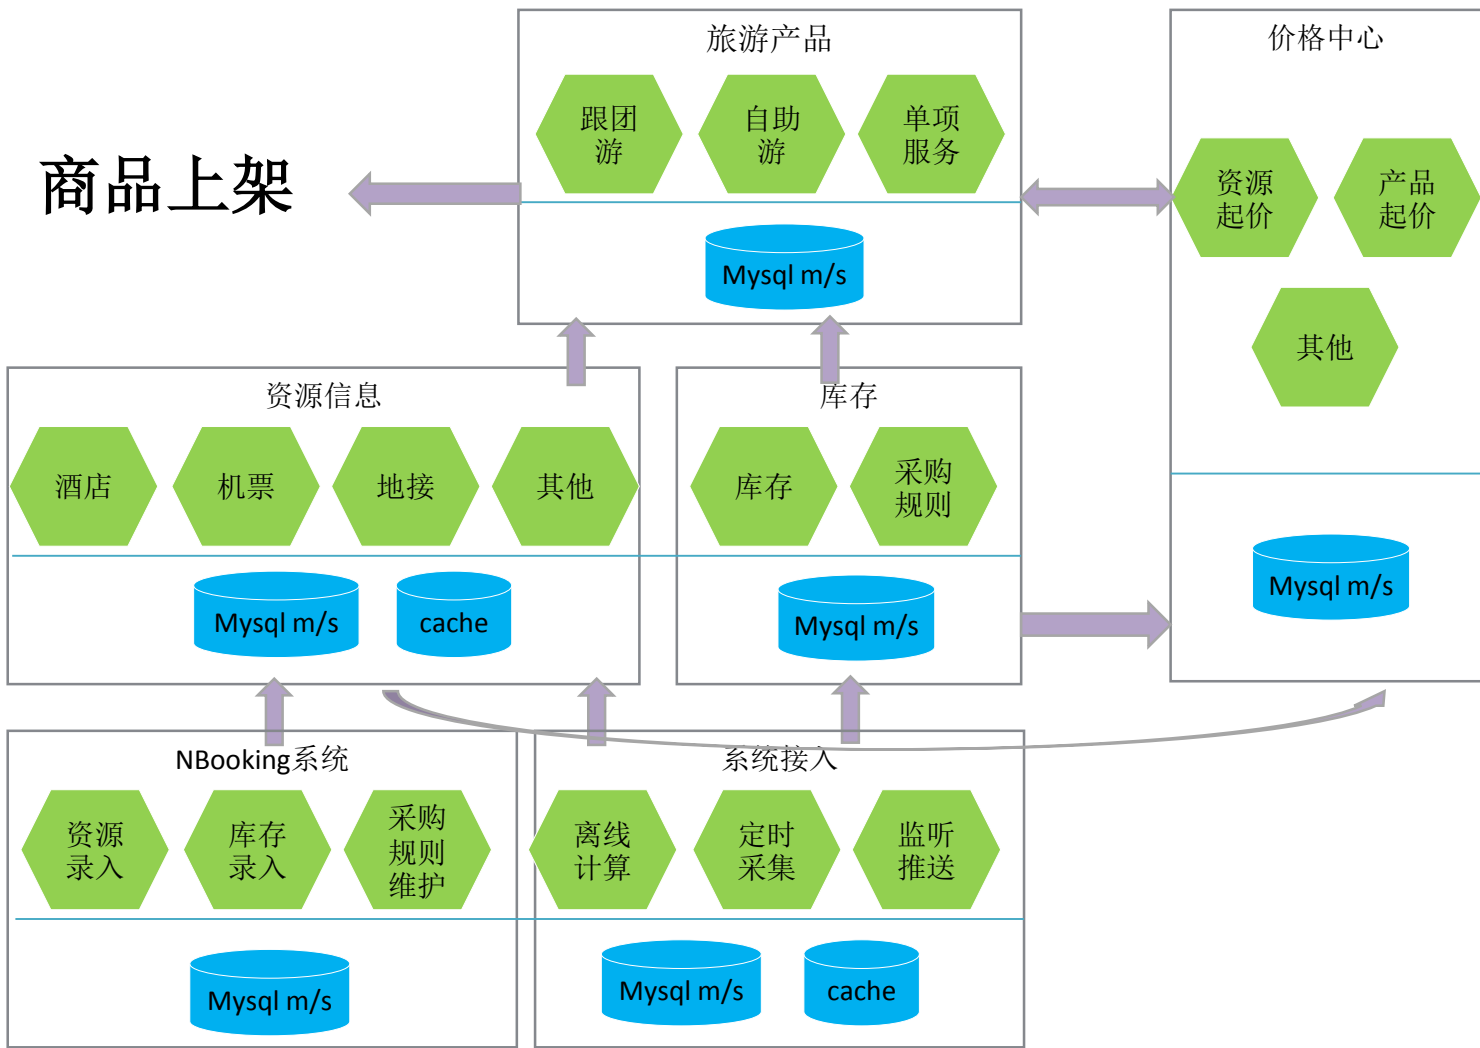 旅游产品
跟团
游
自助
游
单项
服务
Mysql m/s
价格中心
资源
起价
产品
起价
其他
Mysql m/s
商品上架
资源信息
酒店
机票
地接
其他
Mysql m/s
cache
库存
库存
采购
规则
Mysql m/s
NBooking系统
资源
录入
库存
录入
采购
规则
维护
Mysql m/s
系统接入
离线
计算
定时
采集
监听
推送
Mysql m/s
cache